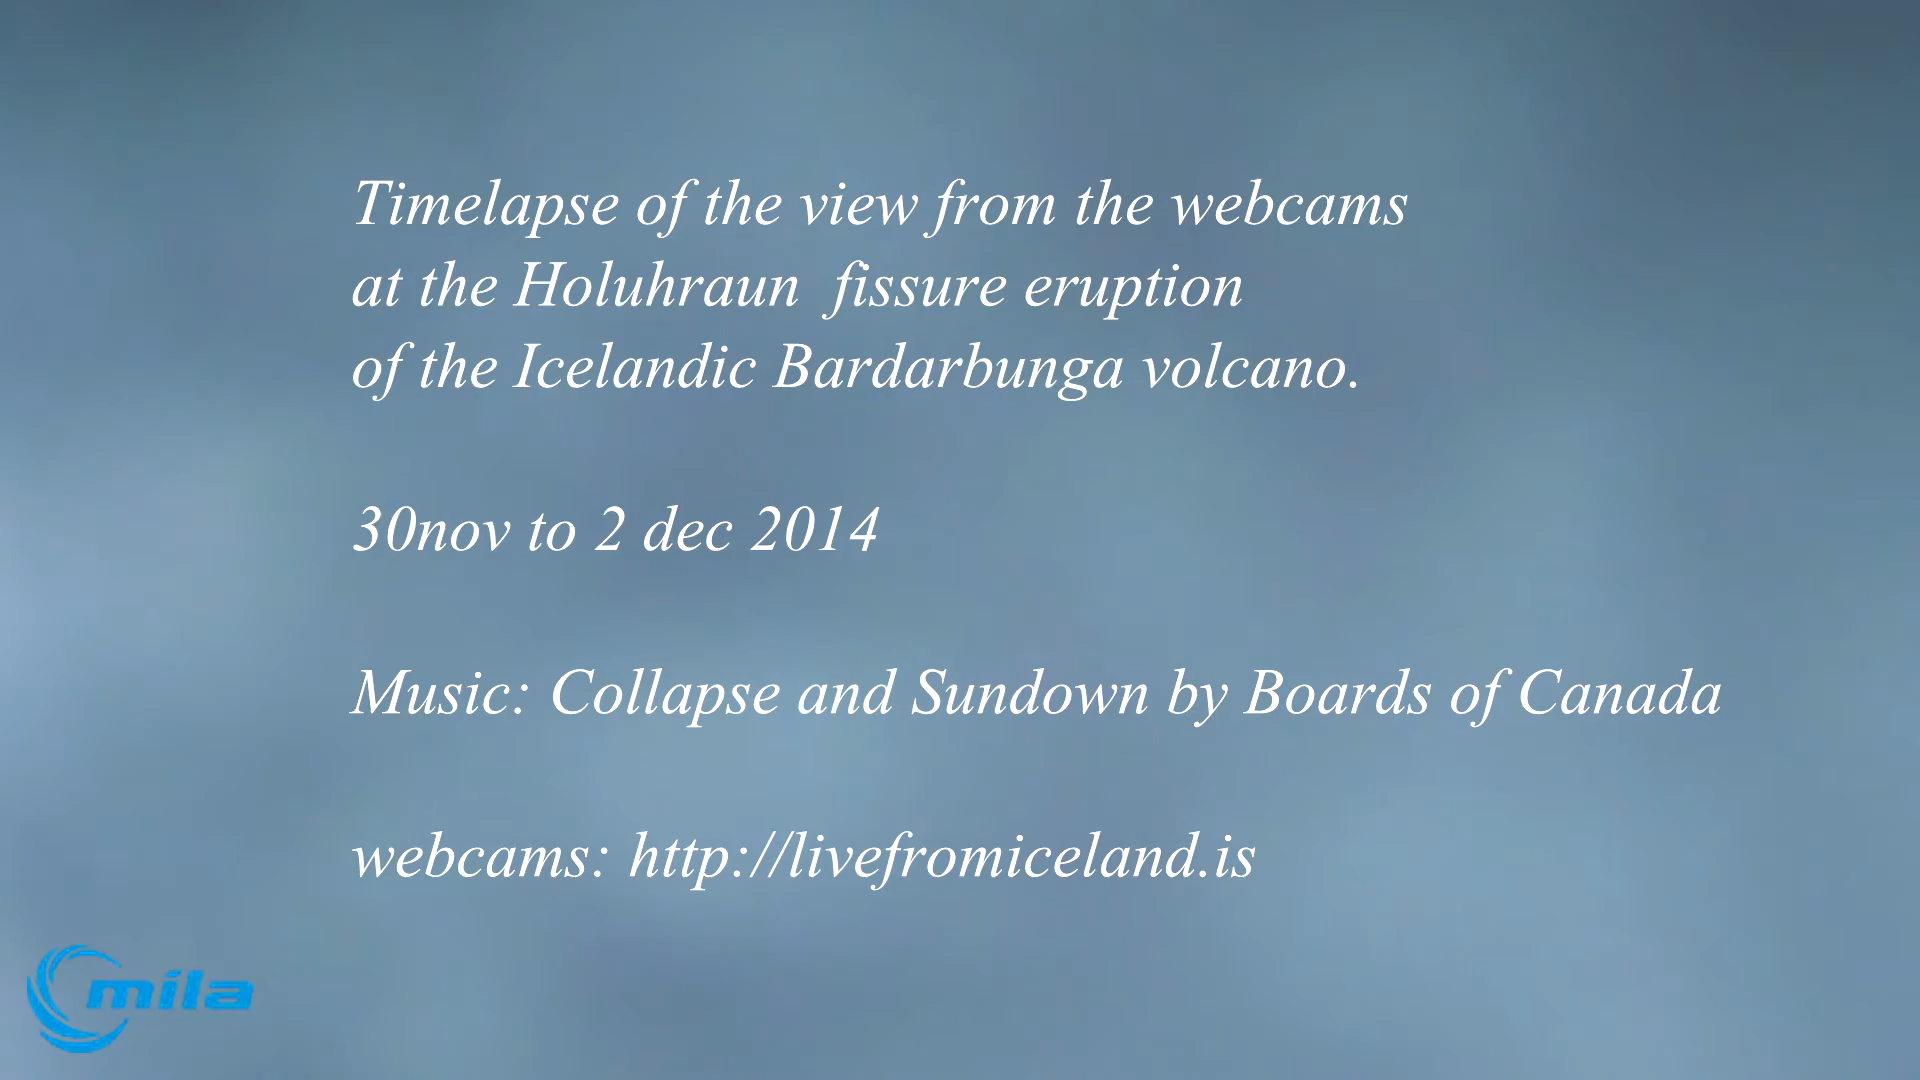 Timelapse of the view from the webcams
at the Holuhraun  fissure eruption
of the Icelandic Bardarbunga volcano.
30nov to 2 dec 2014
Music: Collapse and Sundown by Boards of Canada
webcams: http://livefromiceland.is
mila